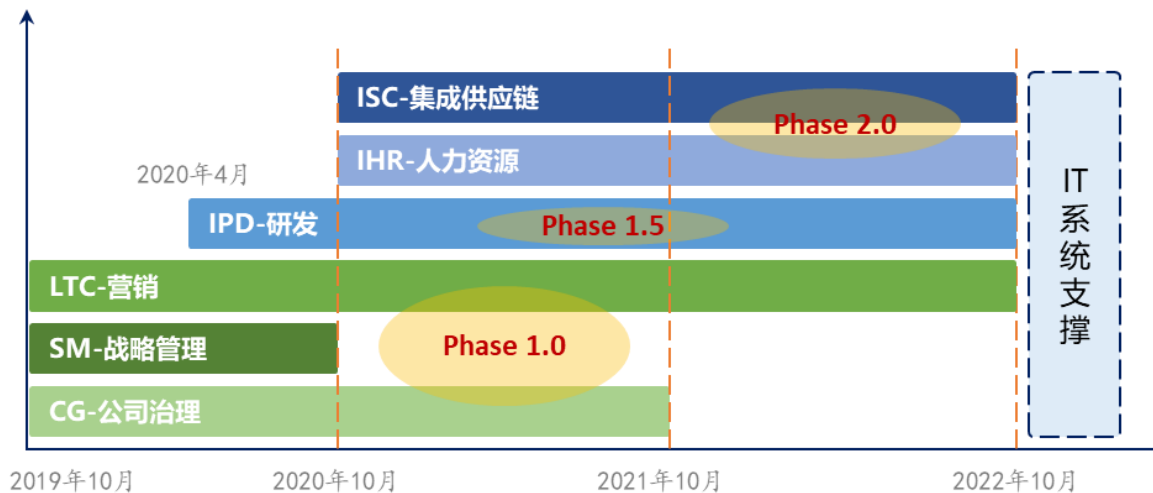 ISC-集成供应链
Phase 2.0
IHR-人力资源
2020年4月
IPD-研发
Phase 1.5
LTC-营销
Phase 1.0
SM-战略管理
CG-公司治理
IT
系
统
支
撑
2019年10月
2020年10月
2021年10月
2022年10月